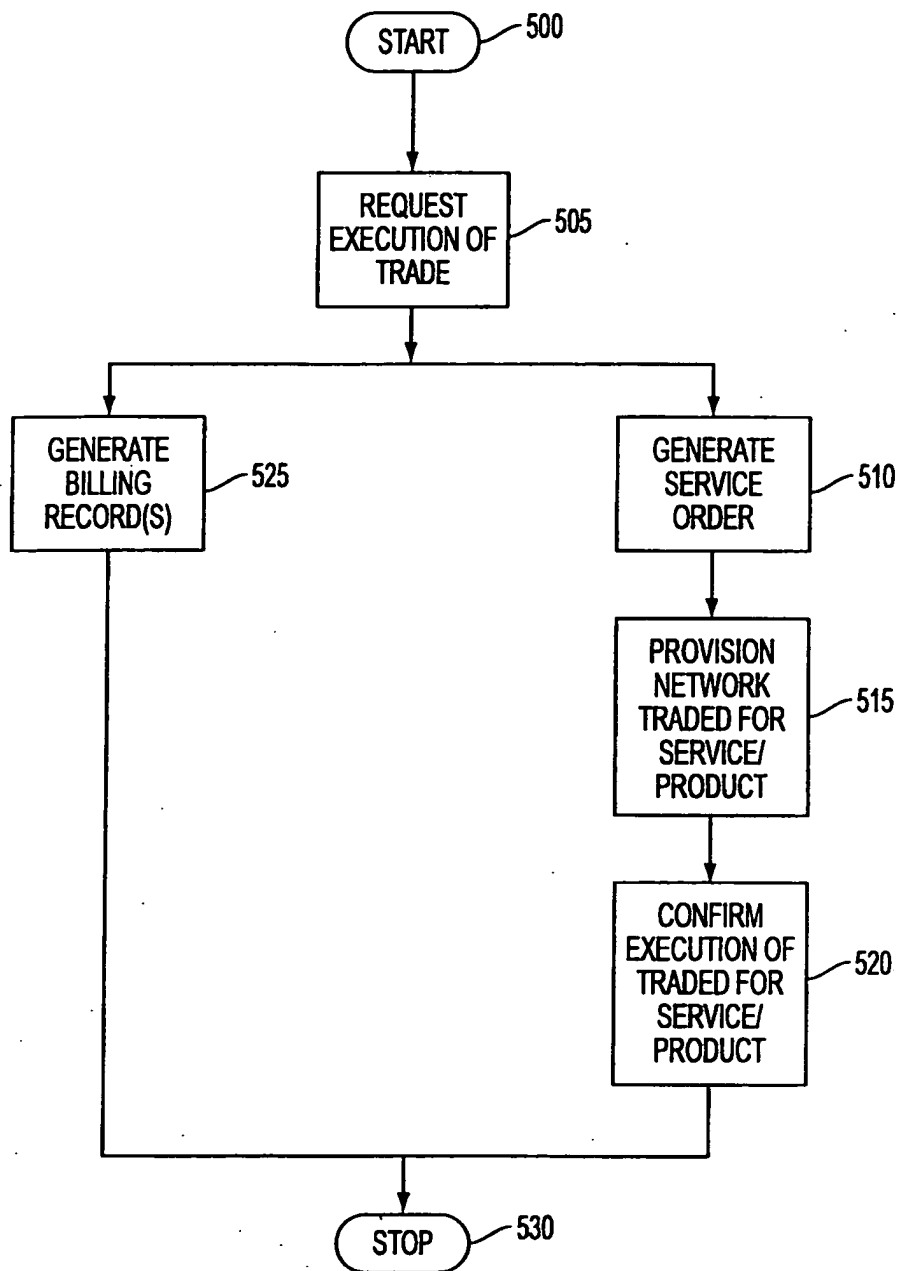 START
500
REQUEST
EXECUTION OF
TRADE
505
GENERATE
BILLING
RECORD(S)
525
GENERATE
SERVICE
ORDER
510
PROVISION
NETWORK
TRADED FOR
SERVICE/
PRODUCT
515
CONFIRM
EXECUTION OF
TRADED FOR
SERVICE/
PRODUCT
520
STOP
530